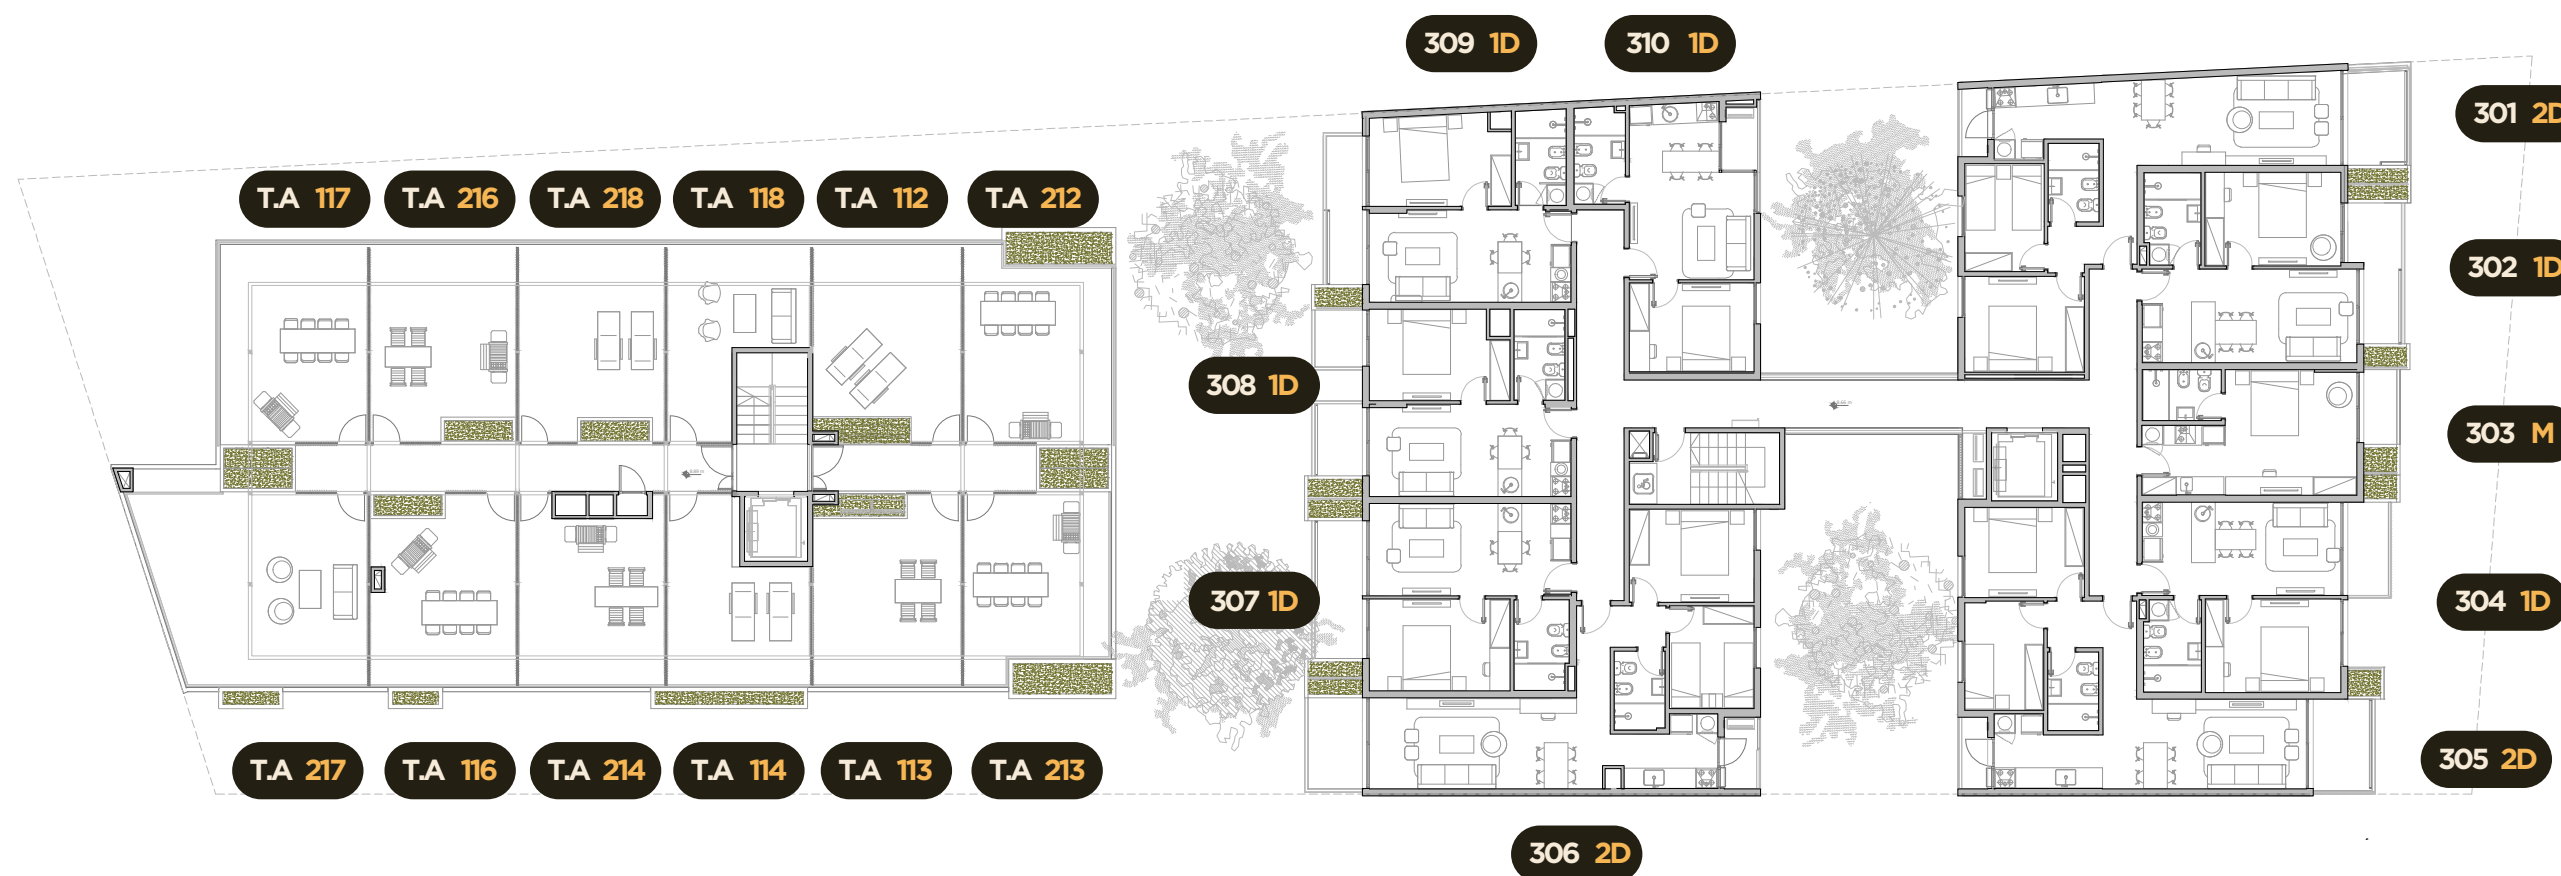 309 1D
310 1D
301 2D
T.A 117
T.A 216
T.A 218
T.A 118
T.A 112
T.A 212
302 1D
308 1D
303 M
307 1D
304 1D
T.A 217
T.A 116
T.A 214
T.A 114
T.A 113
T.A 213
305 2D
306 2D